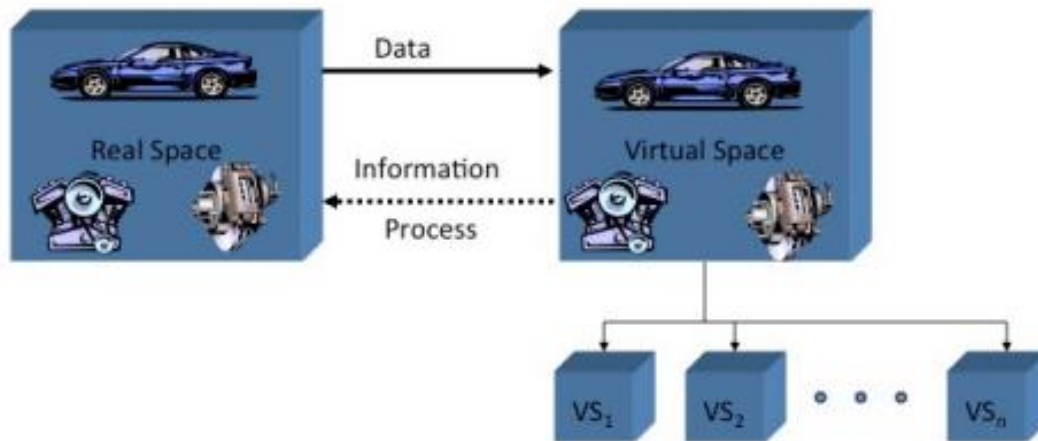 Data
Real Space
Virtual Space
Information
Process
VS₁
VS₂
VSₙ